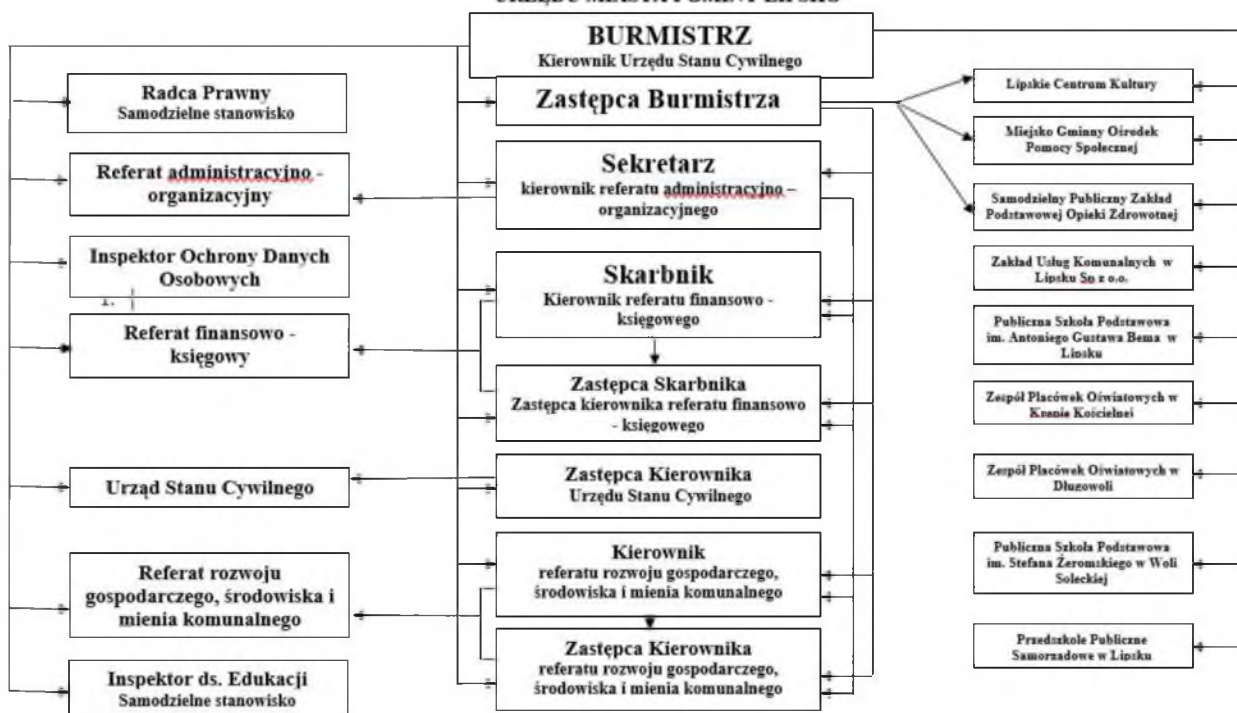 URZĘDU MIASTA I GMINY LIPSKO
BURMISTRZ
Kierownik Urzędu Stanu Cywilnego
Radca Prawny
Samodzielne stanowisko
Referat administracyjno -
organizacyjny
Inspektor Ochrony Danych
Osobowych
1.
Referat finansowo -
księgowy
Urząd Stanu Cywilnego
Referat rozwoju
gospodarczego, środowiska i
mienia komunalnego
Inspektor ds. Edukacji
Samodzielne stanowisko
Zastępca Burmistrza
Sekretarz
kierownik referatu administracyjno –
organizacyjnego
Skarbnik
Kierownik referatu finansowo -
księgowego
Zastępca Skarbnika
Zastępca kierownika referatu finansowo
- księgowego
Zastępca Kierownika
Urzędu Stanu Cywilnego
Kierownik
referatu rozwoju gospodarczego,
środowiska i mienia komunalnego
Zastępca Kierownika
referatu rozwoju gospodarczego,
środowiska i mienia komunalnego
Lipskie Centrum Kultury
Miejsko Gminny Ośrodek
Pomocy Społecznej
Samodzielny Publiczny Zakład
Podstawowej Opieki Zdrowotnej
Zakład Usług Komunalnych w
Lipsku Sp z o.o.
Publiczna Szkoła Podstawowa
im. Antoniego Gustawa Bema w
Lipsku
Zespół Placówek Oświatowych w
Krępie Kościelnej
Zespół Placówek Oświatowych w
Długowoli
Publiczna Szkoła Podstawowa
im. Stefana Żeromskiego w Woli
Soleckiej
Przedszkole Publiczne
Samorządowe w Lipsku